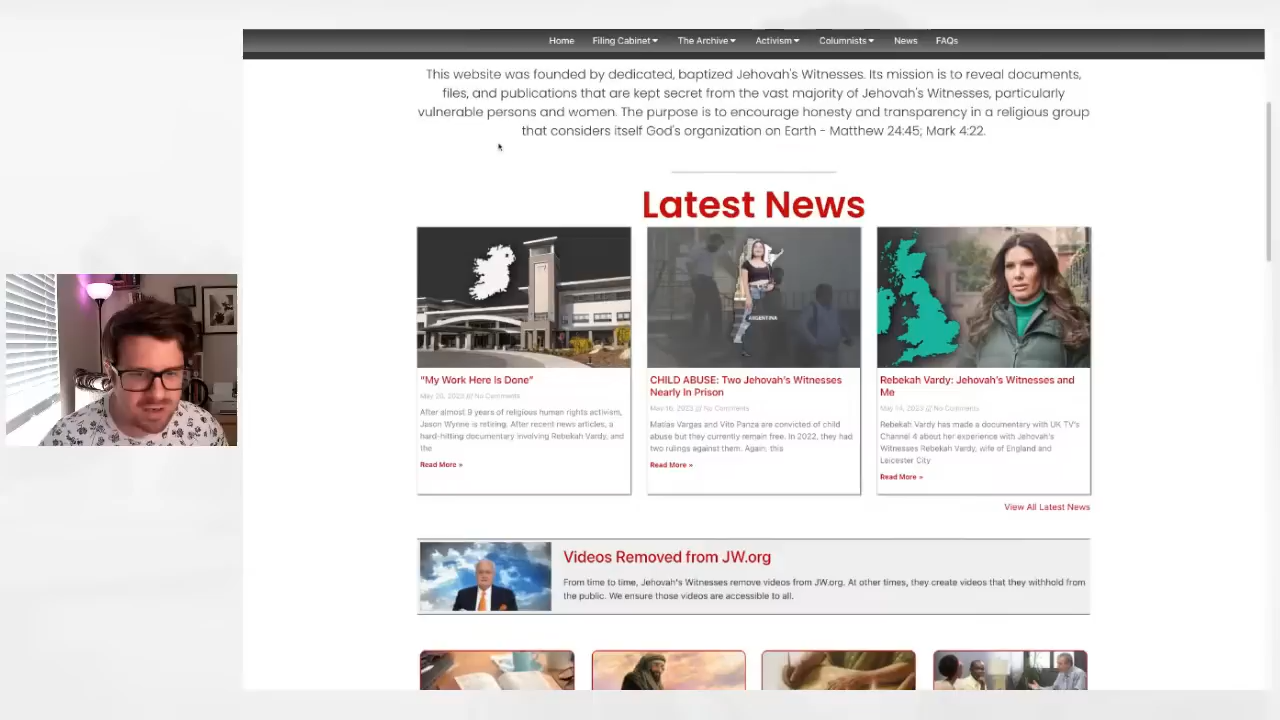 Home Filing Cabinet The Archive Activism Columnists News FAQs
This website was founded by dedicated, baptized Jehovah's Witnesses. Its mission is to reveal documents,
files, and publications that are kept secret from the vast majority of Jehovah's Witnesses, particularly
vulnerable persons and women. The purpose is to encourage honesty and transparency in a religious group
that considers itself God's organization on Earth - Matthew 24:45; Mark 4:22.
Latest News
ARGENTINA
"My Work Here Is Done"
May 25, 2023 /// No Comments
After almost 9 years of religious human rights activism,
Jason Wynne is retiring. After recent news articles, a
hard-hitting documentary involving Rebekah Vardy, and
the
Read More »
CHILD ABUSE: Two Jehovah's Witnesses
Nearly In Prison
May 16, 2023 /// No Comments
Matías Vargas and Vito Panza are convicted of child
abuse but they currently remain free. In 2022, they had
two rulings against them. Again, this
Read More »
Rebekah Vardy: Jehovah's Witnesses and
Me
May 14, 2023 /// No Comments
Rebekah Vardy has made a documentary with UK TV's
Channel 4 about her experience with Jehovah's
Witnesses Rebekah Vardy, wife of England and
Leicester City
Read More »
View All Latest News
Videos Removed from JW.org
From time to time, Jehovah's Witnesses remove videos from JW.org. At other times, they create videos that they withhold from
the public. We ensure those videos are accessible to all.